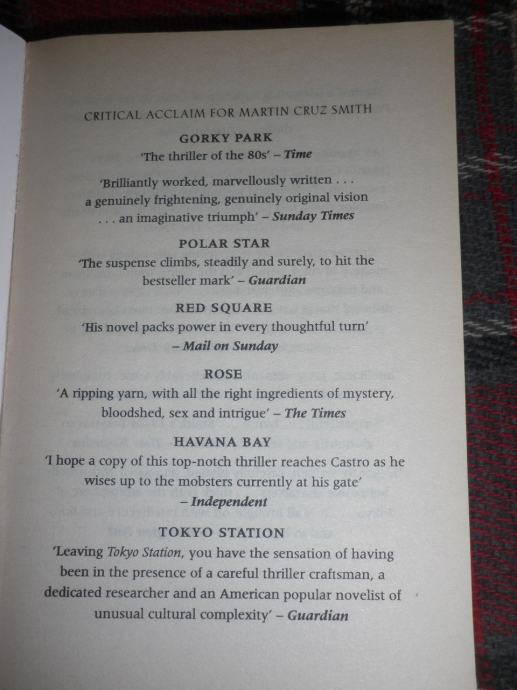 CRITICAL ACCLAIM FOR MARTIN CRUZ SMITH
GORKY PARK
'The thriller of the 80s' – Time
'Brilliantly worked, marvellously written . . .
a genuinely frightening, genuinely original vision
. . . an imaginative triumph' – Sunday Times
POLAR STAR
'The suspense climbs, steadily and surely, to hit the
bestseller mark' – Guardian
RED SQUARE
'His novel packs power in every thoughtful turn'
– Mail on Sunday
ROSE
'A ripping yarn, with all the right ingredients of mystery,
bloodshed, sex and intrigue' – The Times
HAVANA BAY
'I hope a copy of this top-notch thriller reaches Castro as he
wises up to the mobsters currently at his gate'
– Independent
TOKYO STATION
'Leaving Tokyo Station, you have the sensation of having
been in the presence of a careful thriller craftsman, a
dedicated researcher and an American popular novelist of
unusual cultural complexity' – Guardian